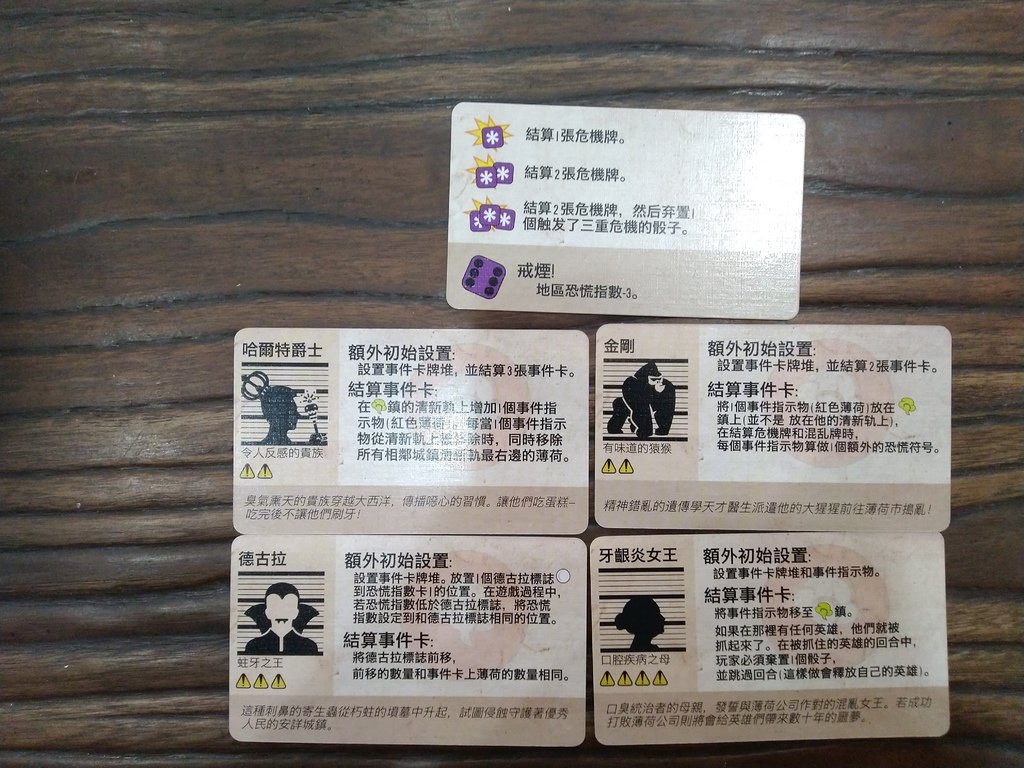 結算1張危機牌。
結算2張危機牌。
結算2張危機牌，然后弃置1
個触发了三重危機的骰子。
戒煙!
地區恐慌指數-3。
哈爾特爵士
令人反感的貴族
額外初始設置:
設置事件卡牌堆，並結算3張事件卡。
結算事件卡:
在鎮的清新軌上增加1個事件指
示物(紅色薄荷)。每當1個事件指示
物從清新軌上被移除時，同時移除
所有相鄰城鎮清新軌最右邊的薄荷。
臭氣熏天的貴族穿越大西洋，傳播噁心的習慣。讓他們吃蛋糕—
吃完後不讓他們刷牙!
金剛
有味道的猿猴
額外初始設置:
設置事件卡牌堆，並結算2張事件卡。
結算事件卡:
將1個事件指示物(紅色薄荷)放在
鎮上(並不是 放在他的清新軌上)，
在結算危機牌和混亂牌時，
每個事件指示物算做1個額外的恐慌符号。
精神錯亂的遺傳學天才醫生派遣他的大猩猩前往薄荷市搗亂!
德古拉
蛀牙之王
額外初始設置:
設置事件卡牌堆。放置1個德古拉標誌
到恐慌指數卡1的位置。在遊戲過程中，
若恐慌指數低於德古拉標誌，將恐慌
指數設定到和德古拉標誌相同的位置。
結算事件卡:
將德古拉標誌前移，
前移的數量和事件卡上薄荷的數量相同。
這種刺鼻的寄生蟲從朽蛀的墳墓中升起，試圖侵蝕守護著優秀
人民的安詳城鎮。
牙齦炎女王
口腔疾病之母
額外初始設置:
設置事件卡牌堆和事件指示物。
結算事件卡:
將事件指示物移至鎮。
如果在那裡有任何英雄，他們就被
抓起來了。在被抓住的英雄的回合中，
玩家必須棄置1個骰子，
並跳過回合(這樣做會釋放自己的英雄)。
口臭統治者的母親，發誓與薄荷公司作對的混亂女王。若成功
打敗薄荷公司則將會給英雄們帶來數十年的噩夢。